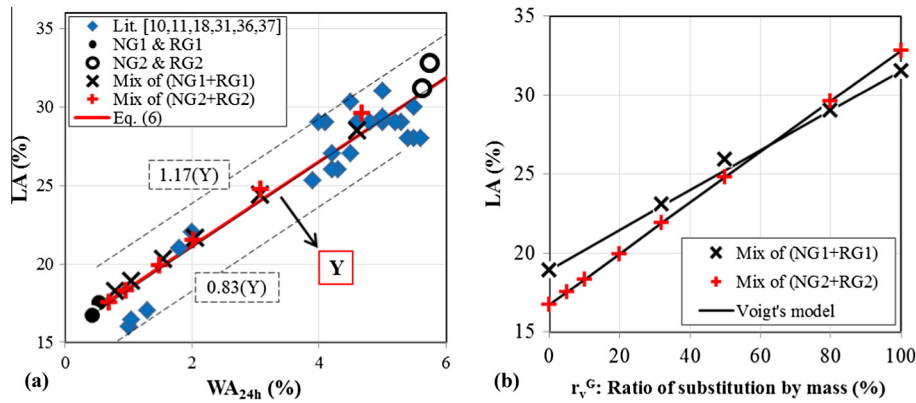 35
30
25
20
15
LA (%)
Lit. [10,11,18,31,36,37]
NG1 & RG1
NG2 & RG2
Mix of (NG1+RG1)
Mix of (NG2+RG2)
Eq. (6)
1.17(Y)
0.83(Y)
Y
0 2 4 6
(a)
WA24h (%)
35
30
25
20
15
LA (%)
Mix of (NG1+RG1)
Mix of (NG2+RG2)
Voigt's model
0 20 40 60 80 100
(b)
rvG: Ratio of substitution by mass (%)